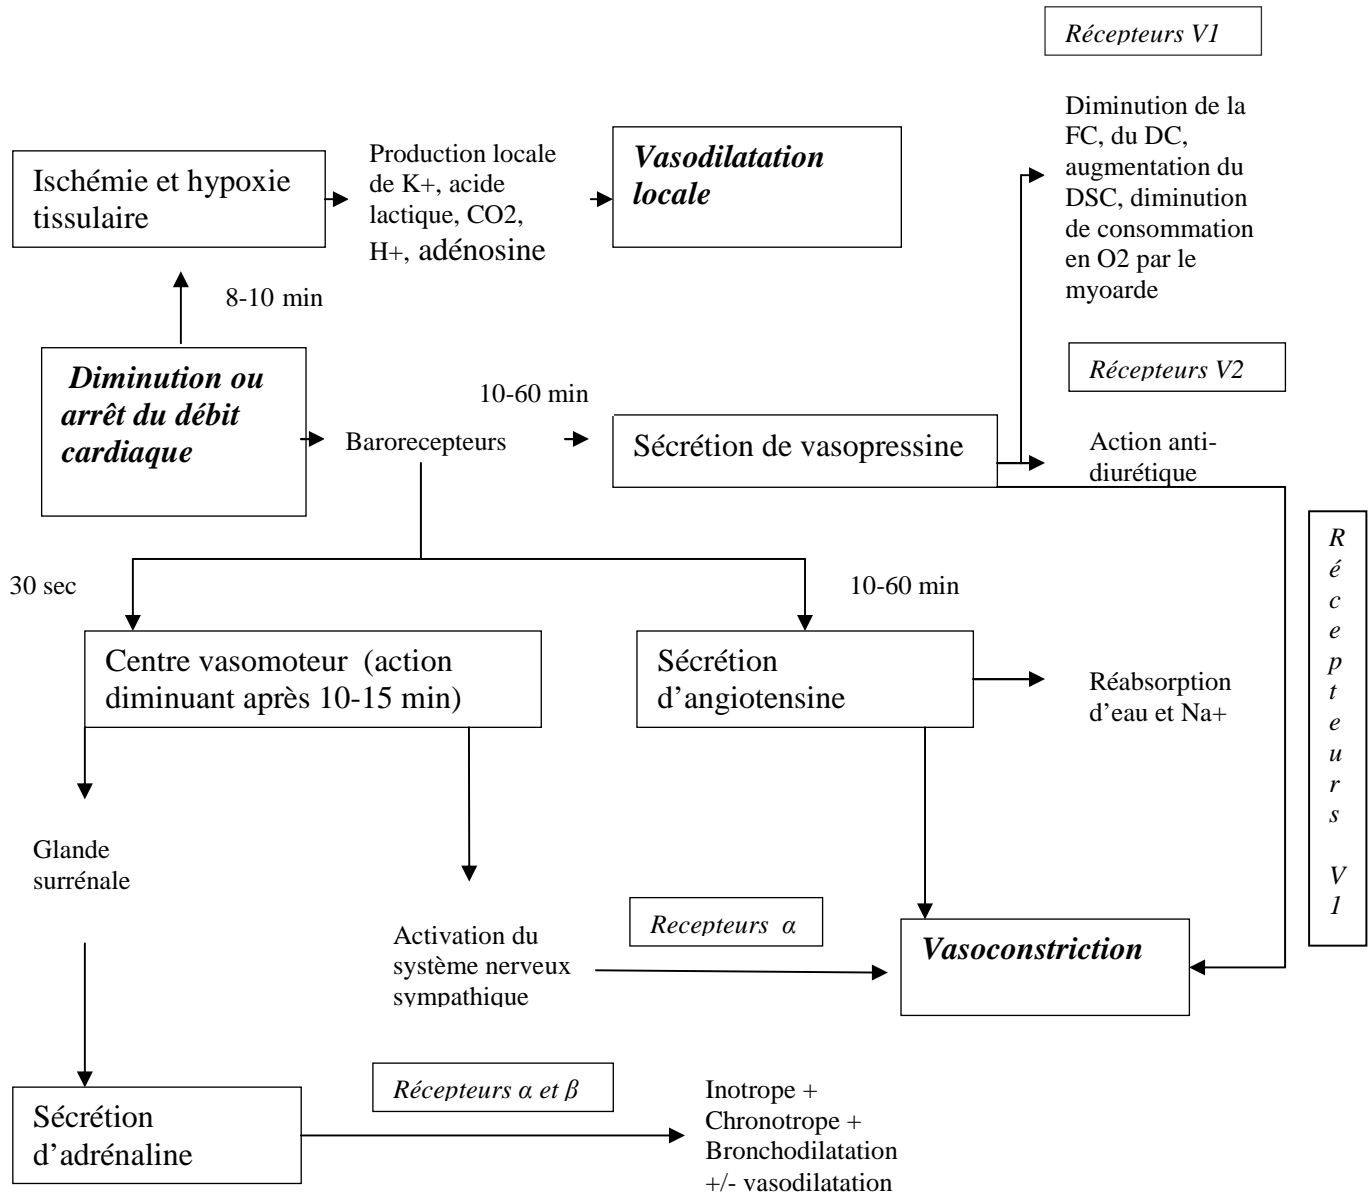 Récepteurs V1
Diminution de la
FC, du DC,
augmentation du
DSC, diminution
de consommation
en O2 par le
myoarde
Ischémie et hypoxie
tissulaire
Production locale
de K+, acide
lactique, CO2,
H+, adénosine
Vasodilatation
locale
8-10 min
Diminution ou
arrêt du débit
cardiaque
Barorecepteurs
10-60 min
Sécrétion de vasopressine
Récepteurs V2
Action anti-
diurétique
R
é
c
e
p
t
e
u
r
s
V
1
30 sec
10-60 min
Centre vasomoteur (action
diminuant après 10-15 min)
Sécrétion
d'angiotensine
Réabsorption
d'eau et Na+
Glande
surrénale
Activation du
système nerveux
sympathique
Recepteurs α
Vasoconstriction
Sécrétion
d'adrénaline
Récepteurs α et β
Inotrope +
Chronotrope +
Bronchodilatation
+/- vasodilatation